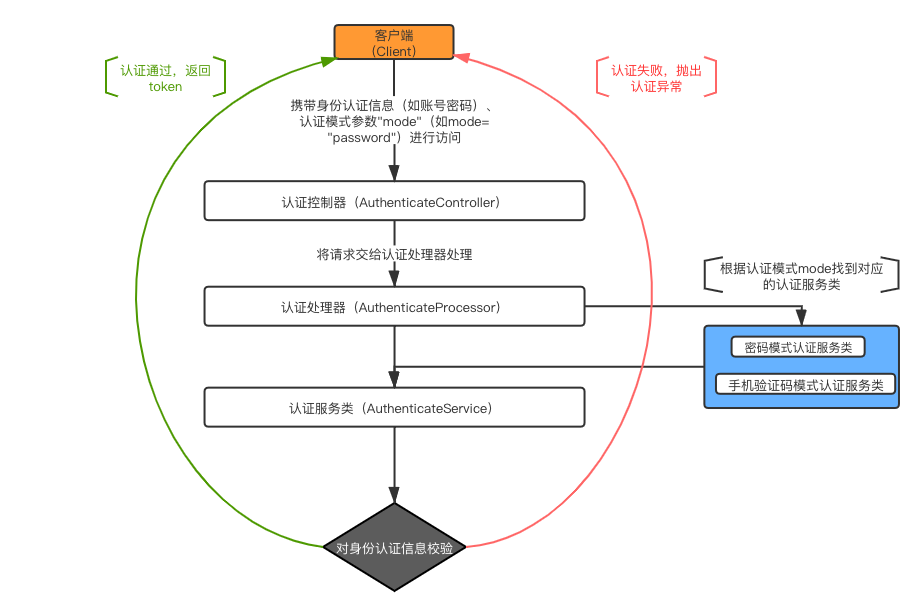 客户端
（Client）
认证通过，返回
token
认证失败，抛出
认证异常
携带身份认证信息（如账号密码）、
认证模式参数"mode"（如mode=
"password"）进行访问
认证控制器（AuthenticateController）
将请求交给认证处理器处理
根据认证模式mode找到对应
的认证服务类
认证处理器（AuthenticateProcessor）
密码模式认证服务类
手机验证码模式认证服务类
认证服务类（AuthenticateService）
对身份认证信息校验